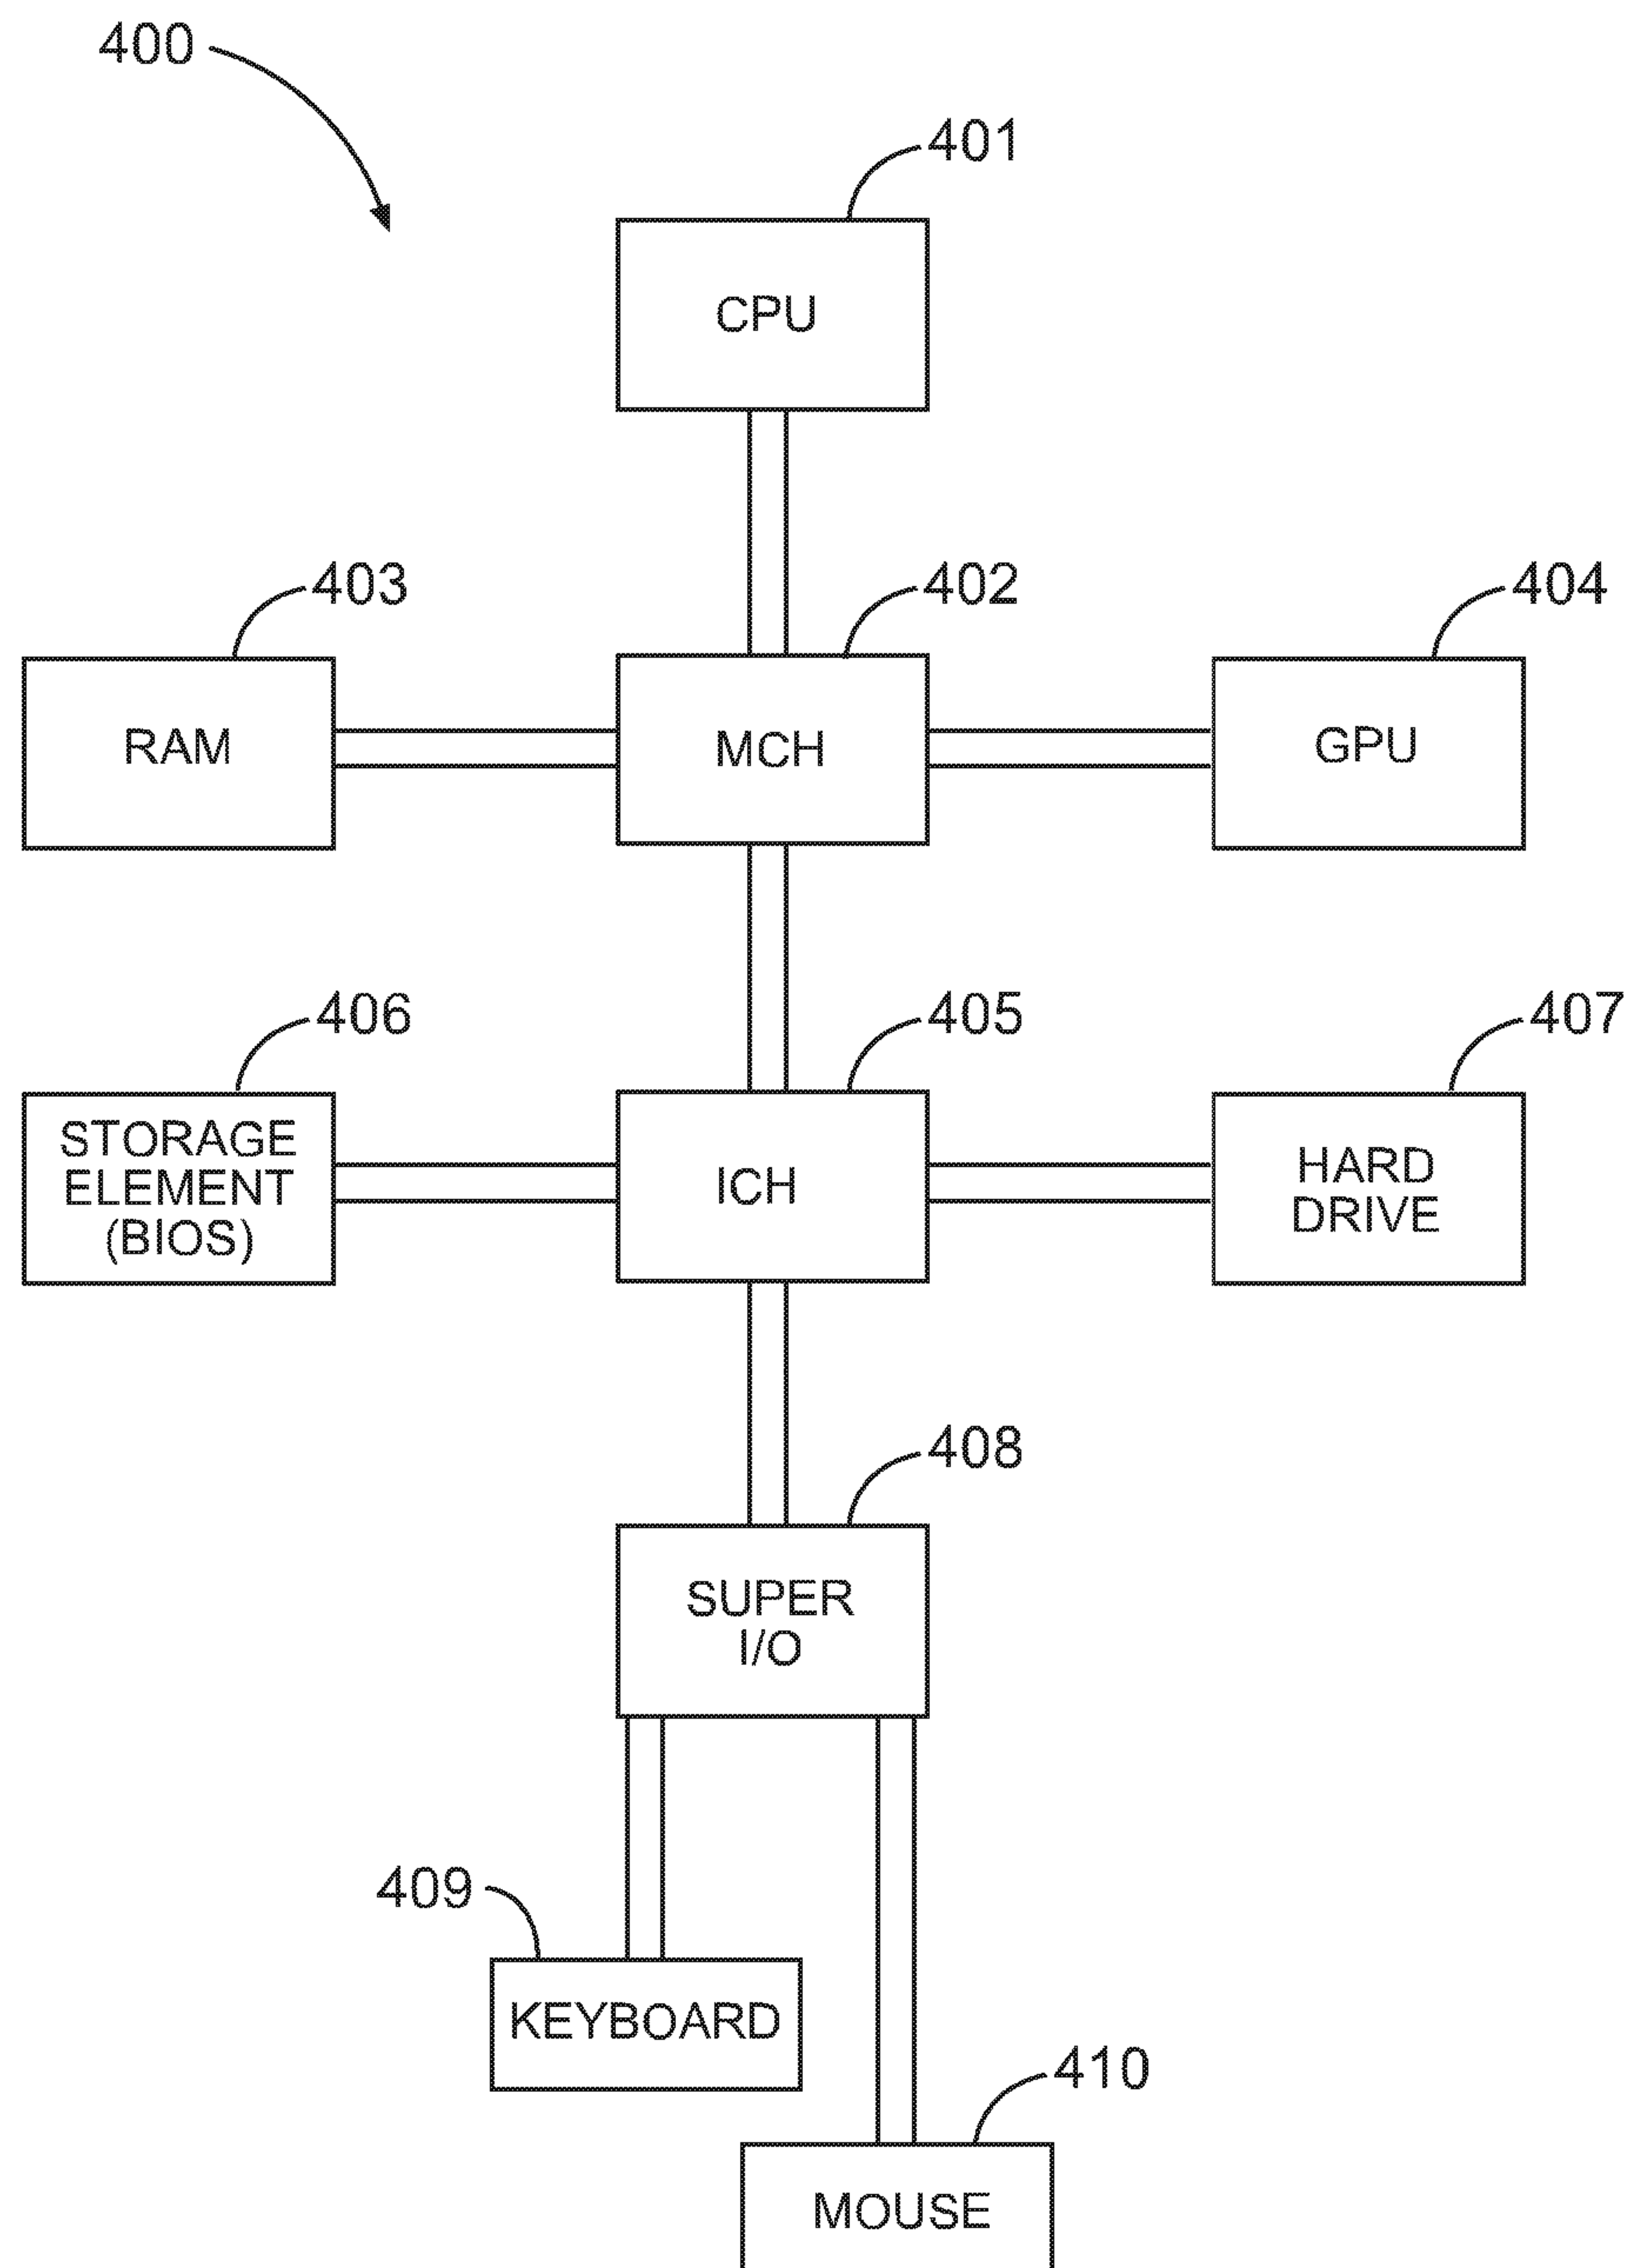 400
401
CPU
403
402
404
RAM
MCH
GPU
406
405
407
STORAGE
ELEMENT
(BIOS)
ICH
HARD
DRIVE
408
SUPER
I/O
409
KEYBOARD
410
MOUSE